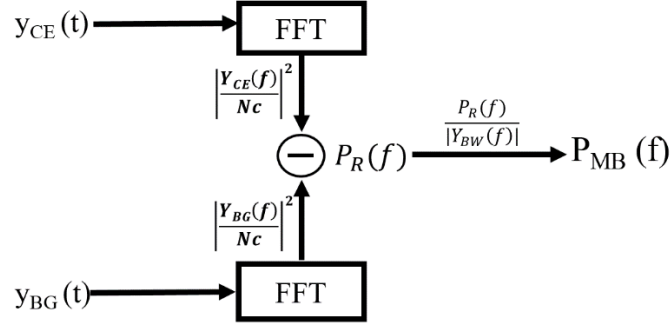 y_CE (t)
FFT
|Y_CE(f)/Nc|^2
− P_R(f)
P_R(f)/|Y_BW(f)|
P_MB (f)
|Y_BG(f)/Nc|^2
y_BG (t)
FFT